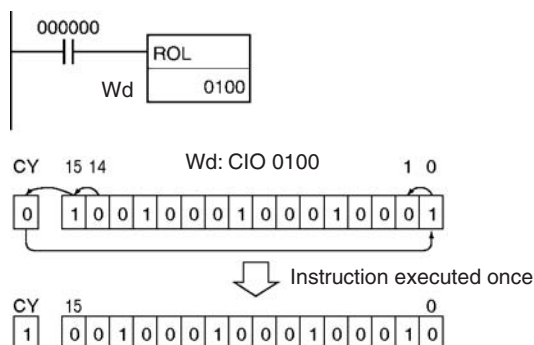 000000
ROL
Wd 0100
CY 15 14 Wd: CIO 0100 1 0
0 1 0 0 1 0 0 0 1 0 0 0 1 0 0 0 1
Instruction executed once
CY 15 0
1 0 0 1 0 0 0 1 0 0 0 1 0 0 0 1 0